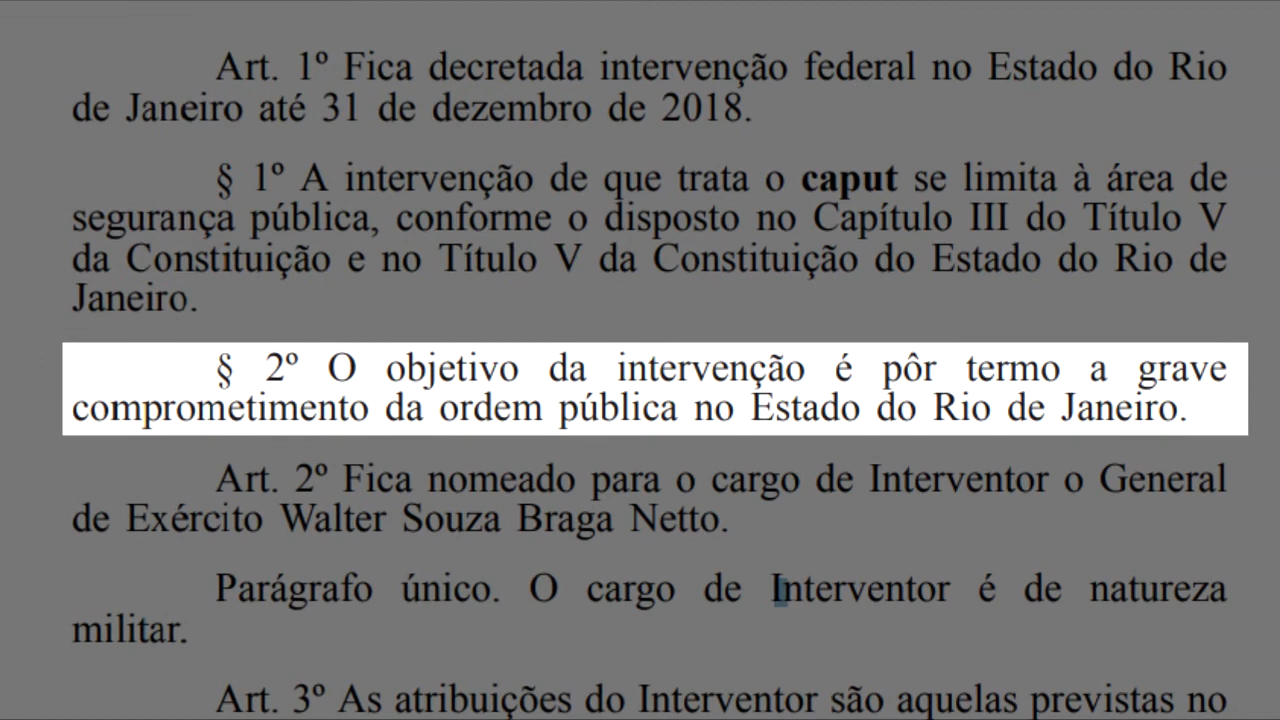 Art. 1º Fica decretada intervenção federal no Estado do Rio
de Janeiro até 31 de dezembro de 2018.
§ 1º A intervenção de que trata o caput se limita à área de
segurança pública, conforme o disposto no Capítulo III do Título V
da Constituição e no Título V da Constituição do Estado do Rio de
Janeiro.
§ 2º O objetivo da intervenção é pôr termo a grave
comprometimento da ordem pública no Estado do Rio de Janeiro.
Art. 2º Fica nomeado para o cargo de Interventor o General
de Exército Walter Souza Braga Netto.
Parágrafo único. O cargo de Interventor é de natureza
militar.
Art. 3º As atribuições do Interventor são aquelas previstas no